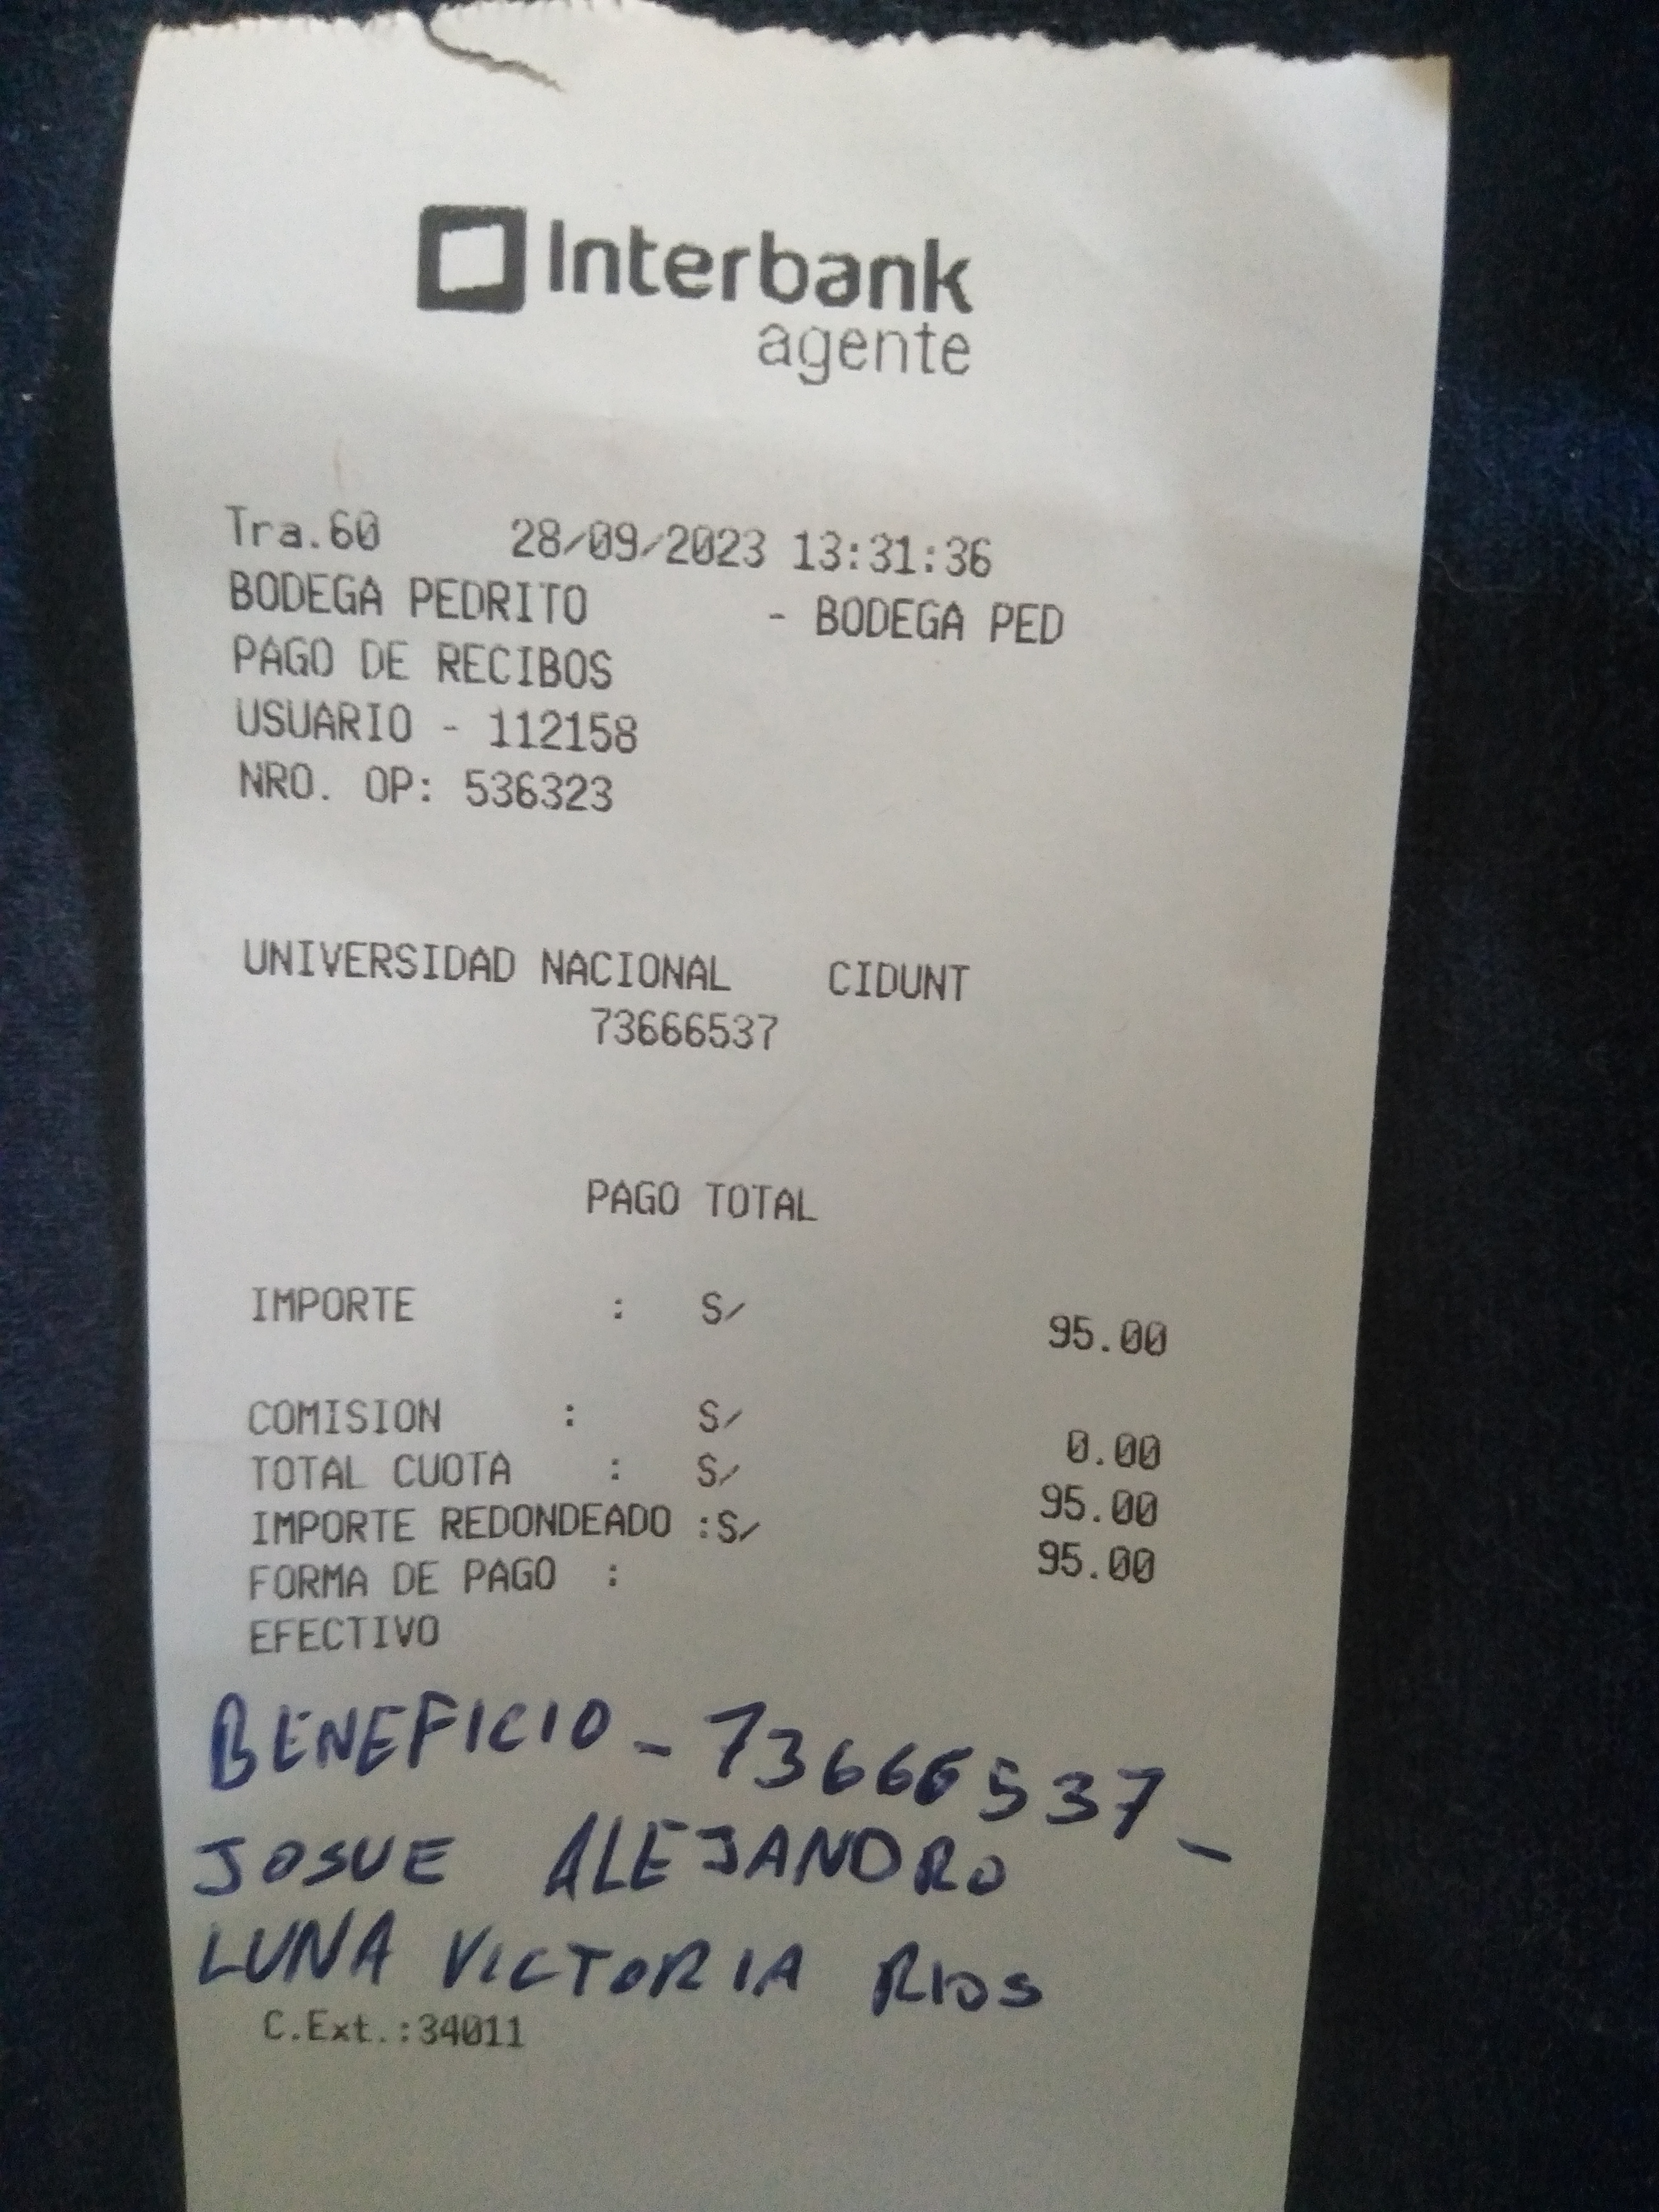 Interbank
agente
Tra.60 28/09/2023 13:31:36
BODEGA PEDRITO - BODEGA PED
PAGO DE RECIBOS
USUARIO - 112158
NRO. OP: 536323
UNIVERSIDAD NACIONAL CIDUNT
73666537
PAGO TOTAL
IMPORTE : S/ 95.00
COMISION : S/ 0.00
TOTAL CUOTA : S/ 95.00
IMPORTE REDONDEADO :S/ 95.00
FORMA DE PAGO :
EFECTIVO
BENEFICIO - 73666537 -
JOSUE ALEJANDRO
LUNA VICTORIA RIOS
C.Ext.:34011